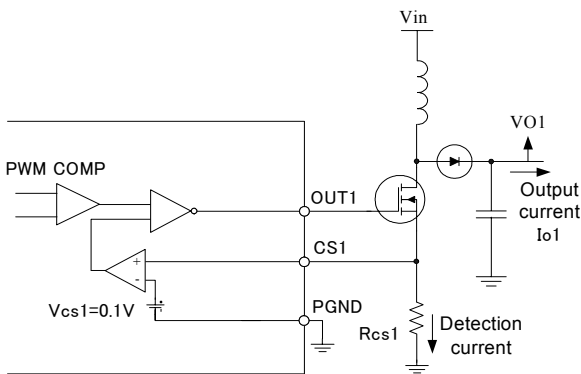 Vin
VO1
PWM COMP
OUT1
Output
current
Io1
CS1
+
-
Vcs1=0.1V
PGND
Rcs1
Detection
current